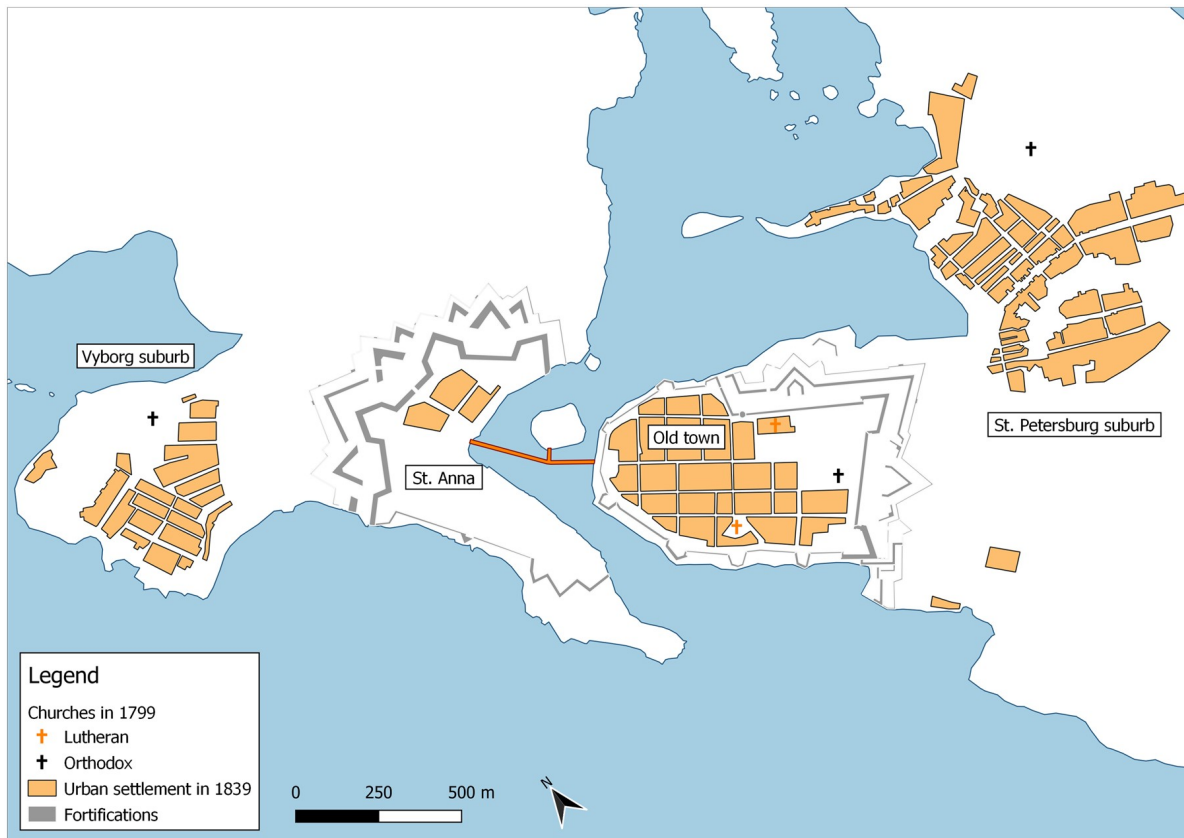 Vyborg suburb
St. Anna
Old town
St. Petersburg suburb
Legend
Churches in 1799
Lutheran
Orthodox
Urban settlement in 1839
Fortifications
0 250 500 m
N